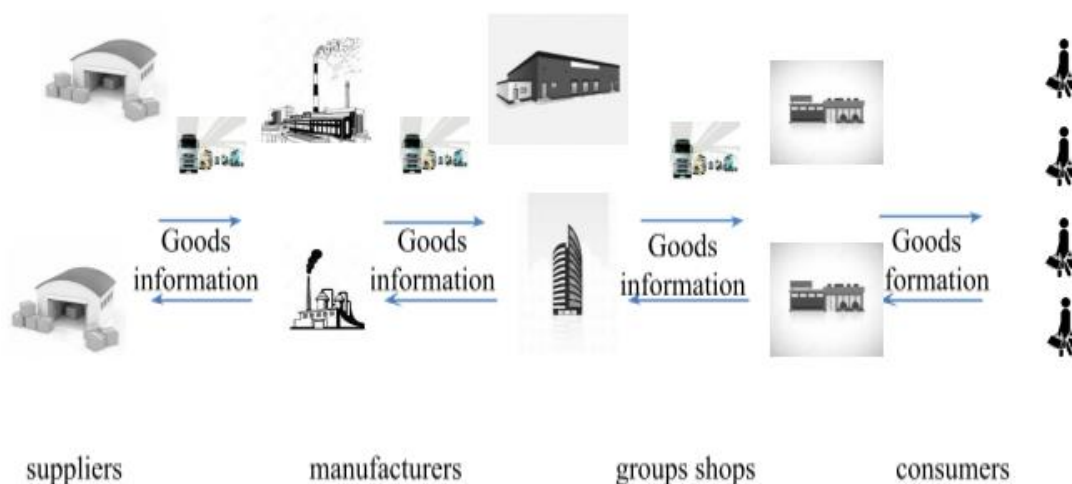 Goods
information
Goods
information
Goods
information
Goods
formation
suppliers
manufacturers
groups shops
consumers